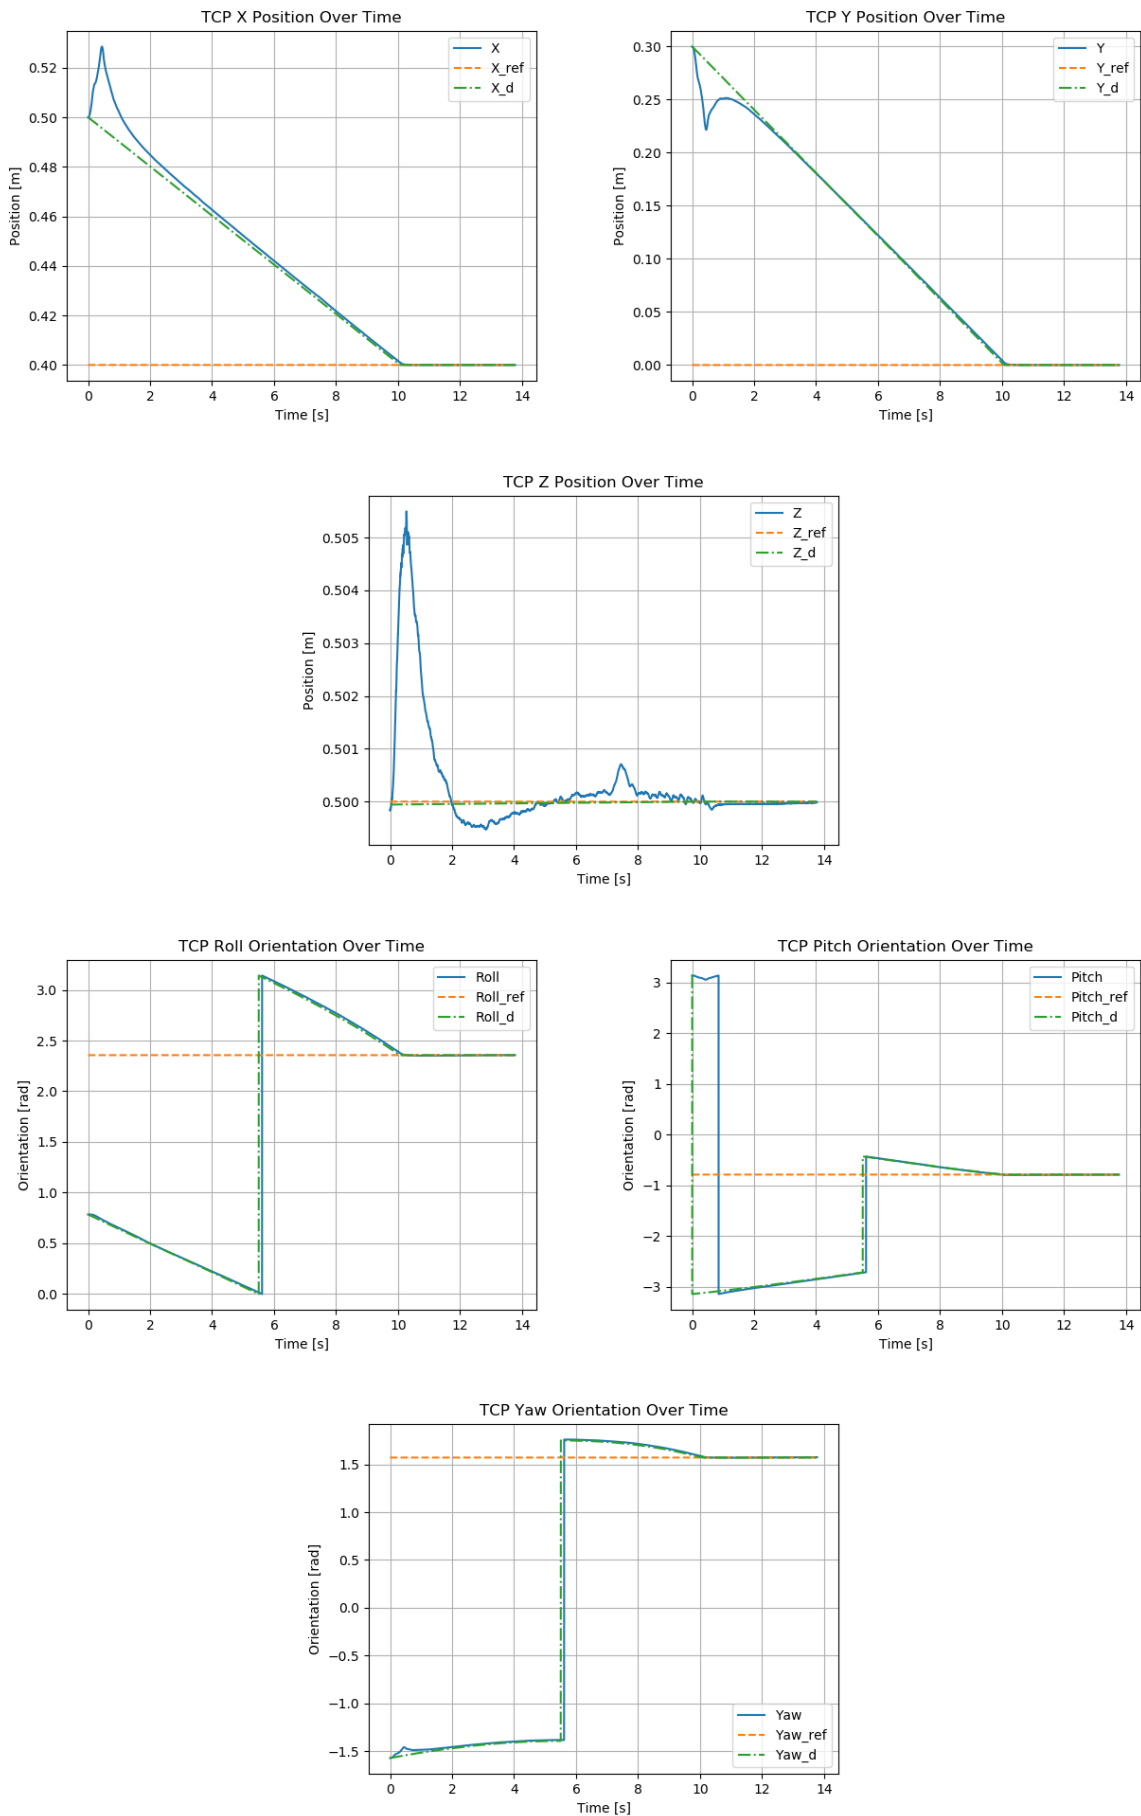 TCP X Position Over Time
X
X_ref
X_d
0.52
0.50
0.48
0.46
0.44
0.42
0.40
Position [m]
0 2 4 6 8 10 12 14
Time [s]
TCP Y Position Over Time
Y
Y_ref
Y_d
0.30
0.25
0.20
0.15
0.10
0.05
0.00
Position [m]
0 2 4 6 8 10 12 14
Time [s]
TCP Z Position Over Time
Z
Z_ref
Z_d
0.505
0.504
0.503
0.502
0.501
0.500
Position [m]
0 2 4 6 8 10 12 14
Time [s]
TCP Roll Orientation Over Time
Roll
Roll_ref
Roll_d
3.0
2.5
2.0
1.5
1.0
0.5
0.0
Orientation [rad]
0 2 4 6 8 10 12 14
Time [s]
TCP Pitch Orientation Over Time
Pitch
Pitch_ref
Pitch_d
3
2
1
0
−1
−2
−3
Orientation [rad]
0 2 4 6 8 10 12 14
Time [s]
TCP Yaw Orientation Over Time
1.5
1.0
0.5
0.0
−0.5
−1.0
−1.5
Orientation [rad]
Yaw
Yaw_ref
Yaw_d
0 2 4 6 8 10 12 14
Time [s]